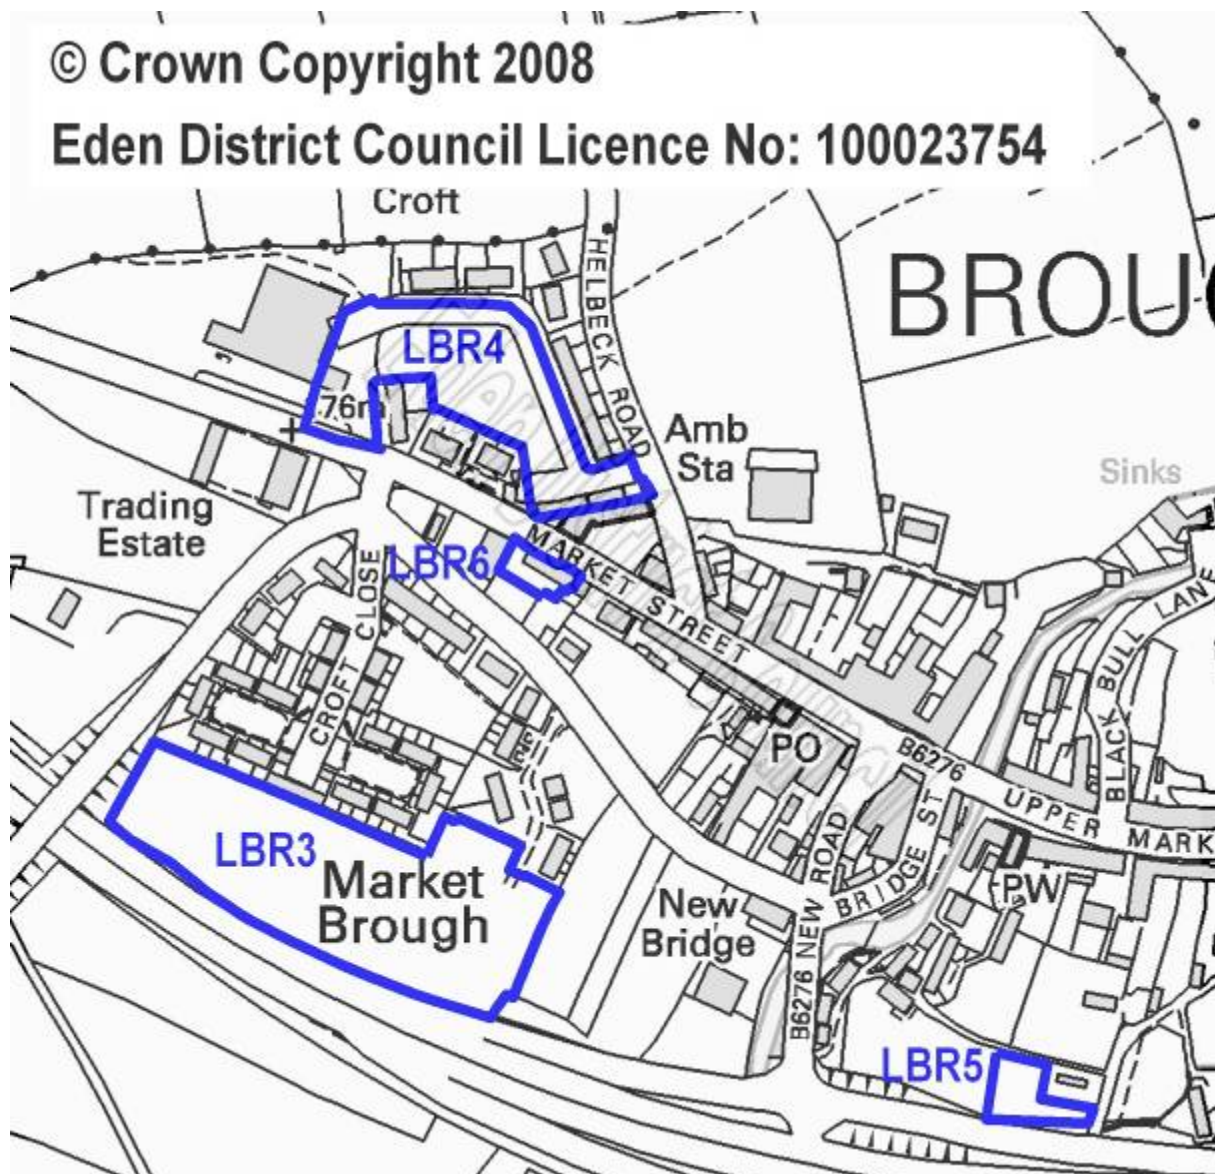 © Crown Copyright 2008
Eden District Council Licence No: 100023754
Croft
HELBECK ROAD
BROU
LBR4
76m
Amb
Sta
Sinks
Trading
Estate
LBR6
MARKET STREET
CROFT CLOSE
BLACK BULL LANE
PO
B6276
UPPER MARK
LBR3
Market
Brough
New
Bridge
B6276 NEW ROAD
BRIDGE ST
PW
LBR5